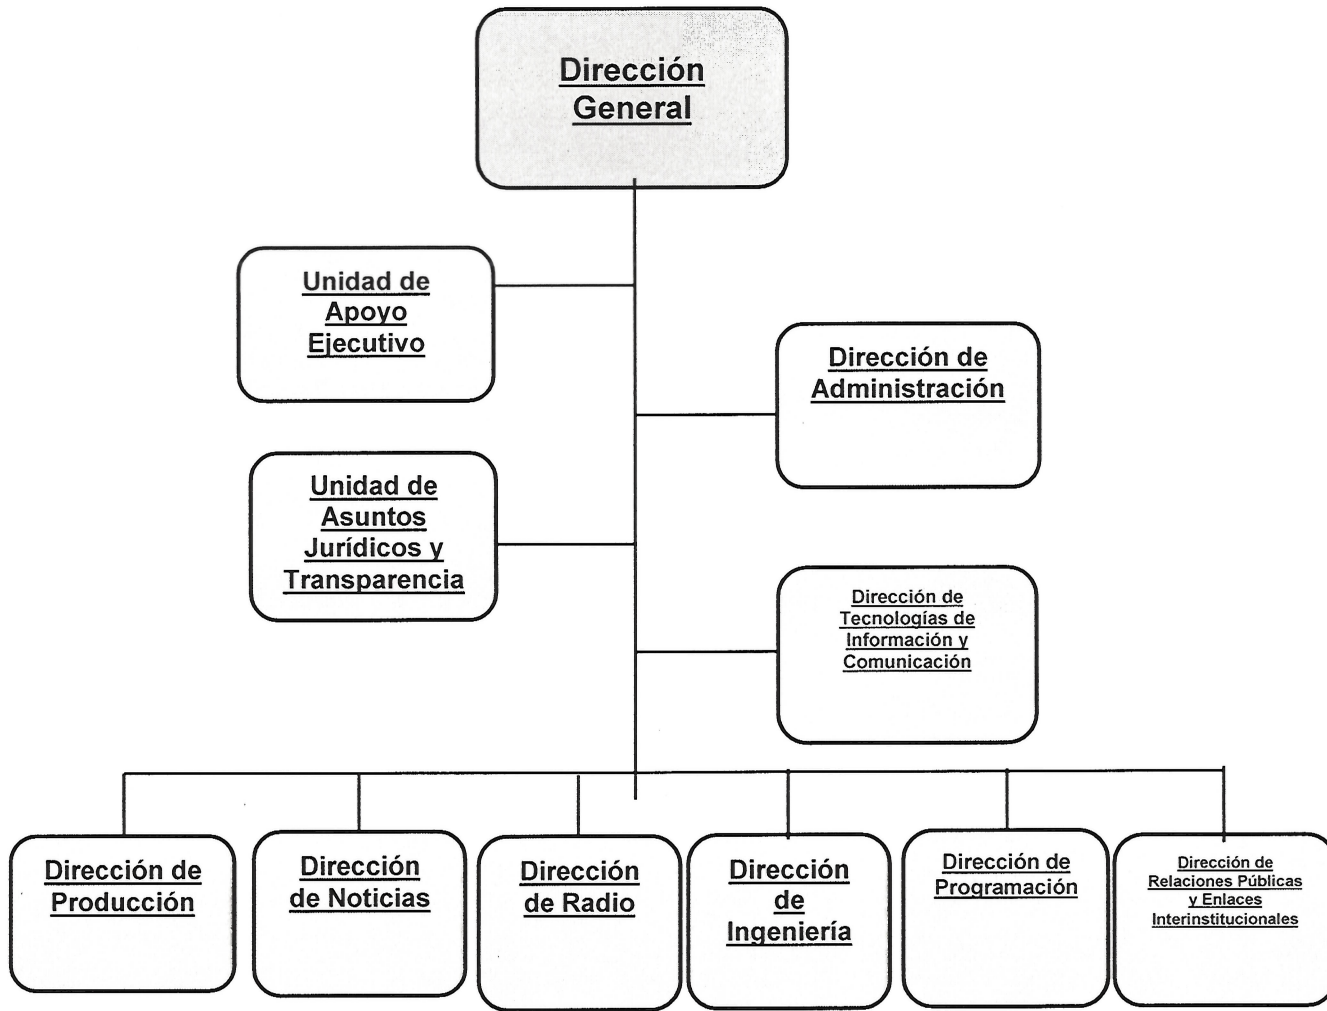 Dirección
General
Unidad de
Apoyo
Ejecutivo
Dirección de
Administración
Unidad de
Asuntos
Jurídicos y
Transparencia
Dirección de
Tecnologías de
Información y
Comunicación
Dirección de
Producción
Dirección
de Noticias
Dirección
de Radio
Dirección
de
Ingeniería
Dirección de
Programación
Dirección de
Relaciones Públicas
y Enlaces
Interinstitucionales